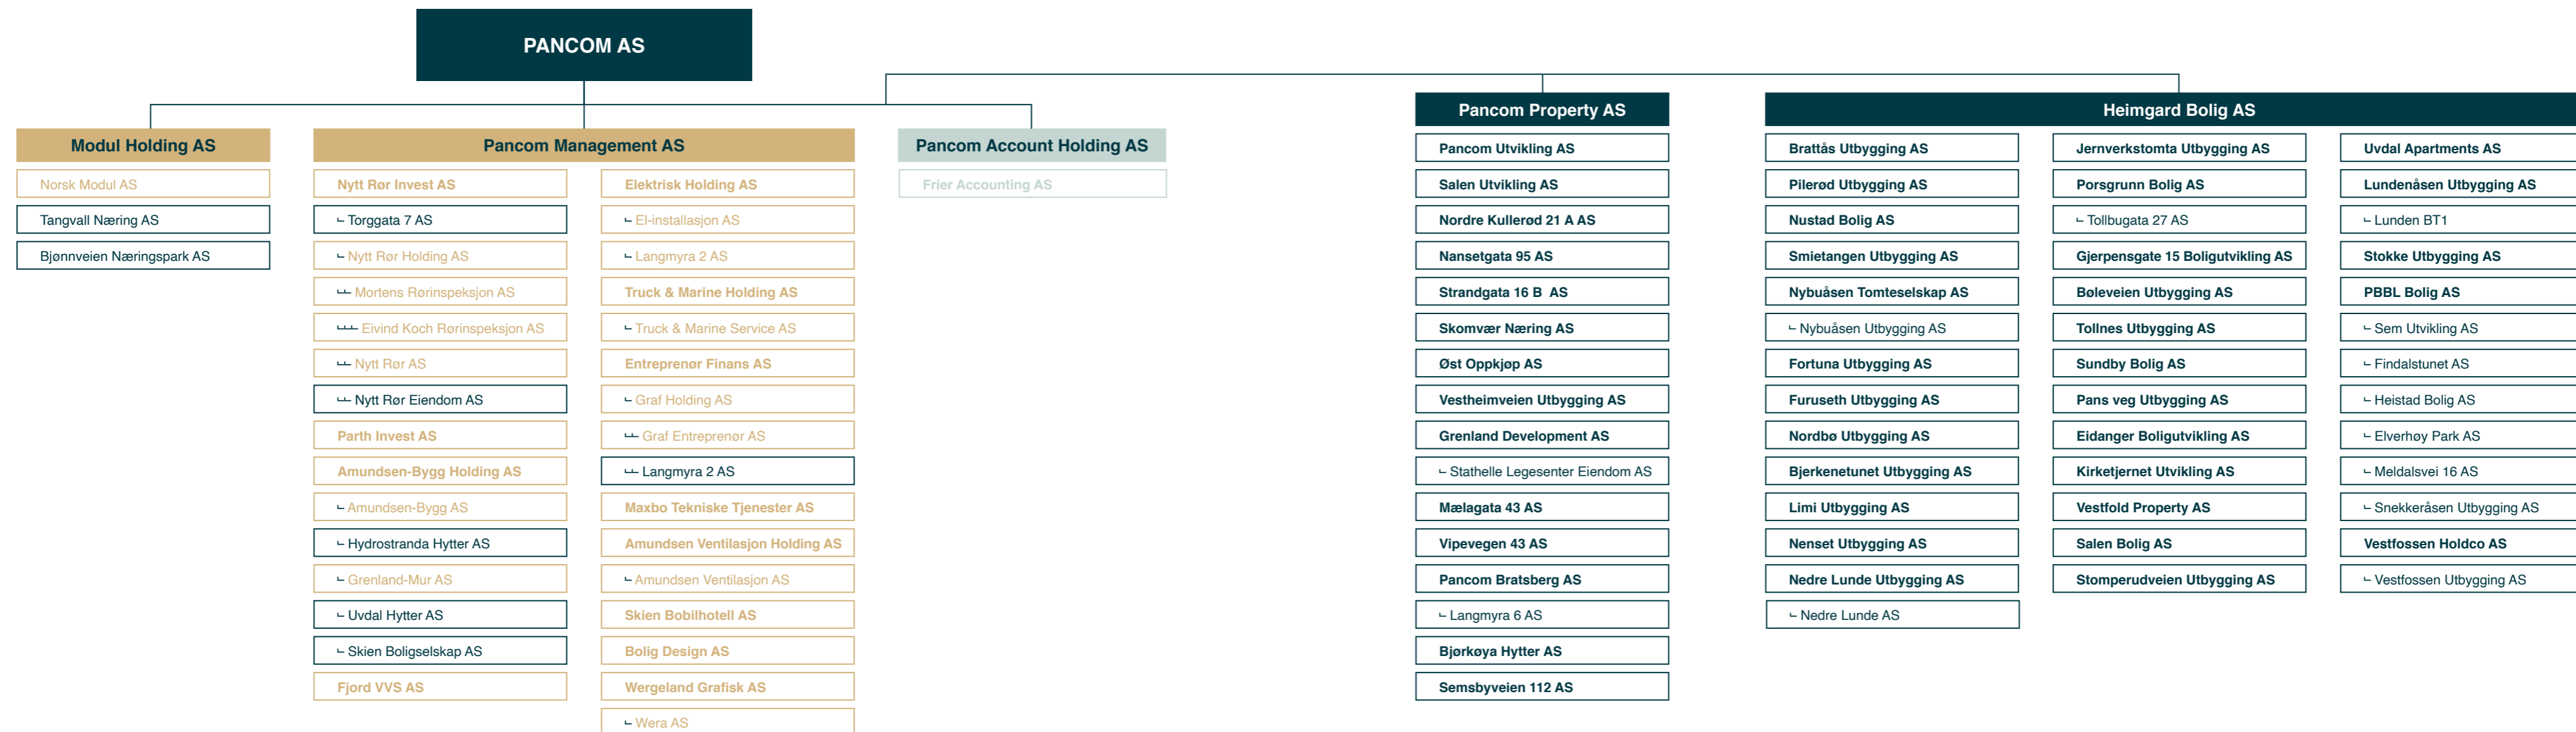 PANCOM AS
Modul Holding AS
Norsk Modul AS
Tangvall Næring AS
Bjønnveien Næringspark AS
Pancom Management AS
Nytt Rør Invest AS
Torggata 7 AS
Nytt Rør Holding AS
Mortens Rørinspeksjon AS
Eivind Koch Rørinspeksjon AS
Nytt Rør AS
Nytt Rør Eiendom AS
Parth Invest AS
Amundsen-Bygg Holding AS
Amundsen-Bygg AS
Hydrostranda Hytter AS
Grenland-Mur AS
Uvdal Hytter AS
Skien Boligselskap AS
Fjord VVS AS
Elektrisk Holding AS
El-installasjon AS
Langmyra 2 AS
Truck & Marine Holding AS
Truck & Marine Service AS
Entreprenør Finans AS
Graf Holding AS
Graf Entreprenør AS
Langmyra 2 AS
Maxbo Tekniske Tjenester AS
Amundsen Ventilasjon Holding AS
Amundsen Ventilasjon AS
Skien Bobilhotell AS
Bolig Design AS
Wergeland Grafisk AS
Wera AS
Pancom Account Holding AS
Frier Accounting AS
Pancom Property AS
Pancom Utvikling AS
Salen Utvikling AS
Nordre Kullerød 21 A AS
Nansetgata 95 AS
Strandgata 16 B AS
Skomvær Næring AS
Øst Oppkjøp AS
Vestheimveien Utbygging AS
Grenland Development AS
Stathelle Legesenter Eiendom AS
Mælagata 43 AS
Vipevegen 43 AS
Pancom Bratsberg AS
Langmyra 6 AS
Bjørkøya Hytter AS
Semsbyveien 112 AS
Heimgard Bolig AS
Brattås Utbygging AS
Pilerød Utbygging AS
Nustad Bolig AS
Smietangen Utbygging AS
Nybuåsen Tomteselskap AS
Nybuåsen Utbygging AS
Fortuna Utbygging AS
Furuseth Utbygging AS
Nordbø Utbygging AS
Bjerkenetunet Utbygging AS
Limi Utbygging AS
Nenset Utbygging AS
Nedre Lunde Utbygging AS
Nedre Lunde AS
Jernverkstomta Utbygging AS
Porsgrunn Bolig AS
Tollbugata 27 AS
Gjerpensgate 15 Boligutvikling AS
Bøleveien Utbygging AS
Tollnes Utbygging AS
Sundby Bolig AS
Pans veg Utbygging AS
Eidanger Boligutvikling AS
Kirketjernet Utvikling AS
Vestfold Property AS
Salen Bolig AS
Stomperudveien Utbygging AS
Uvdal Apartments AS
Lundenåsen Utbygging AS
Lunden BT1
Stokke Utbygging AS
PBBL Bolig AS
Sem Utvikling AS
Findalstunet AS
Heistad Bolig AS
Elverhøy Park AS
Meldalsvei 16 AS
Snekkeråsen Utbygging AS
Vestfossen Holdco AS
Vestfossen Utbygging AS